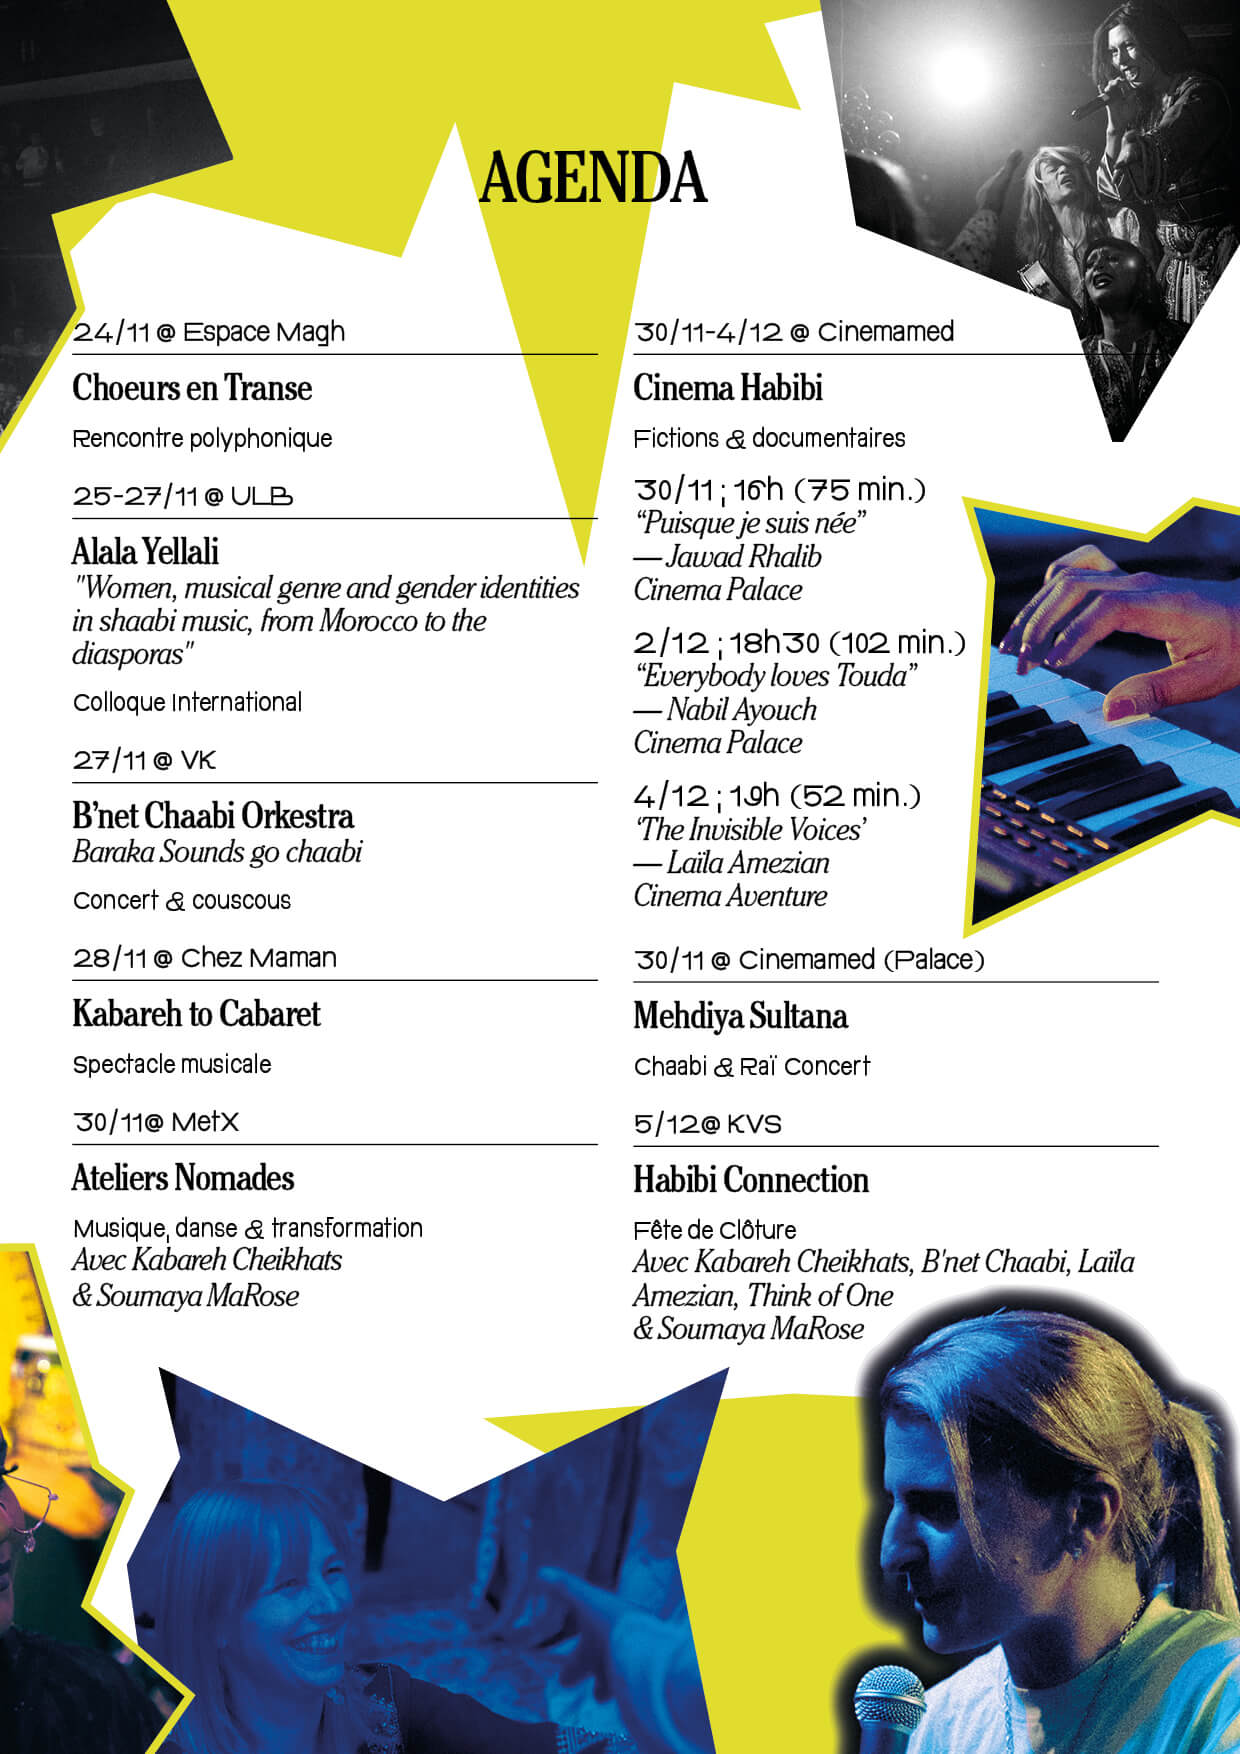 AGENDA
24/11 @ Espace Magh
Choeurs en Transe
Rencontre polyphonique
25-27/11 @ ULB
Alala Yellali
"Women, musical genre and gender identities
in shaabi music, from Morocco to the
diasporas"
Colloque International
27/11 @ VK
B’net Chaabi Orkestra
Baraka Sounds go chaabi
Concert & couscous
28/11 @ Chez Maman
Kabareh to Cabaret
Spectacle musicale
30/11@ MetX
Ateliers Nomades
Musique, danse & transformation
Avec Kabareh Cheikhats
& Soumaya MaRose
30/11-4/12 @ Cinemamed
Cinema Habibi
Fictions & documentaires
30/11 ; 16h (75 min.)
“Puisque je suis née”
— Jawad Rhalib
Cinema Palace
2/12 ; 18h30 (102 min.)
“Everybody loves Touda”
— Nabil Ayouch
Cinema Palace
4/12 ; 19h (52 min.)
‘The Invisible Voices’
— Laïla Amezian
Cinema Aventure
30/11 @ Cinemamed (Palace)
Mehdiya Sultana
Chaabi & Raï Concert
5/12@ KVS
Habibi Connection
Fête de Clôture
Avec Kabareh Cheikhats, B'net Chaabi, Laïla
Amezian, Think of One
& Soumaya MaRose